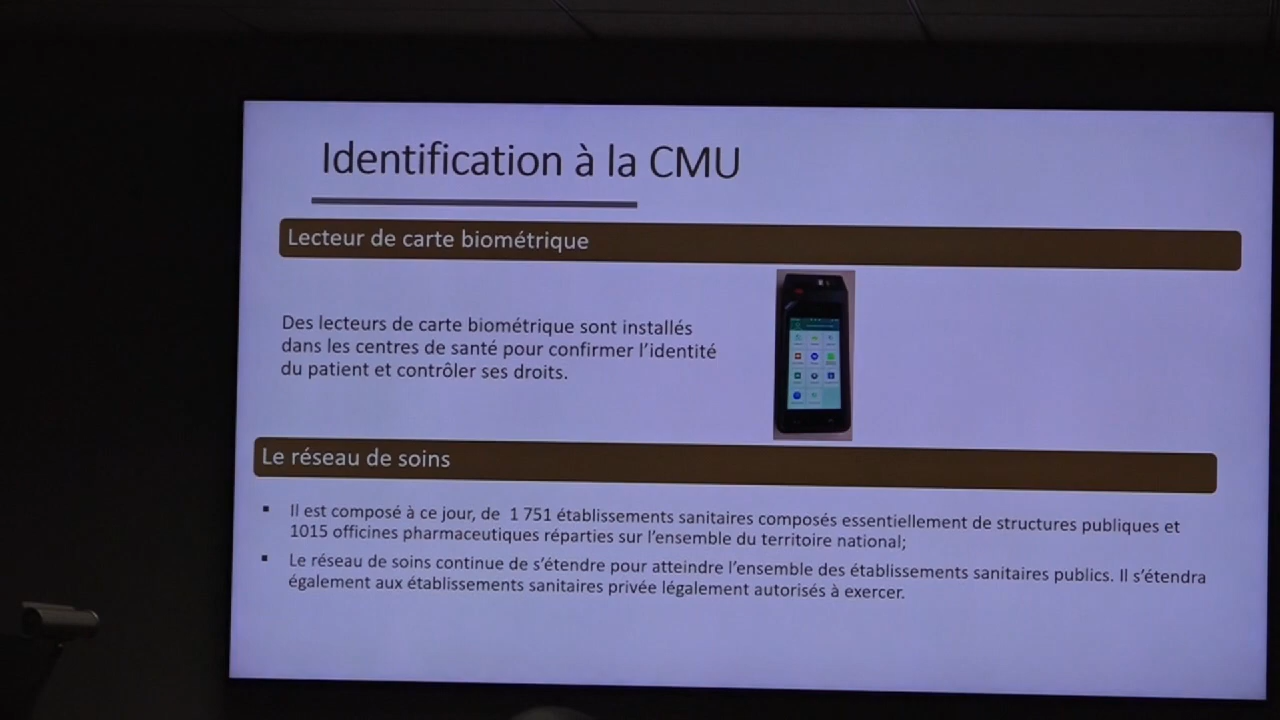 Identification à la CMU
Lecteur de carte biométrique
Des lecteurs de carte biométrique sont installés
dans les centres de santé pour confirmer l'identité
du patient et contrôler ses droits.
Le réseau de soins
▪ Il est composé à ce jour, de 1 751 établissements sanitaires composés essentiellement de structures publiques et
1015 officines pharmaceutiques réparties sur l'ensemble du territoire national;
▪ Le réseau de soins continue de s'étendre pour atteindre l'ensemble des établissements sanitaires publics. Il s'étendra
également aux établissements sanitaires privée légalement autorisés à exercer.